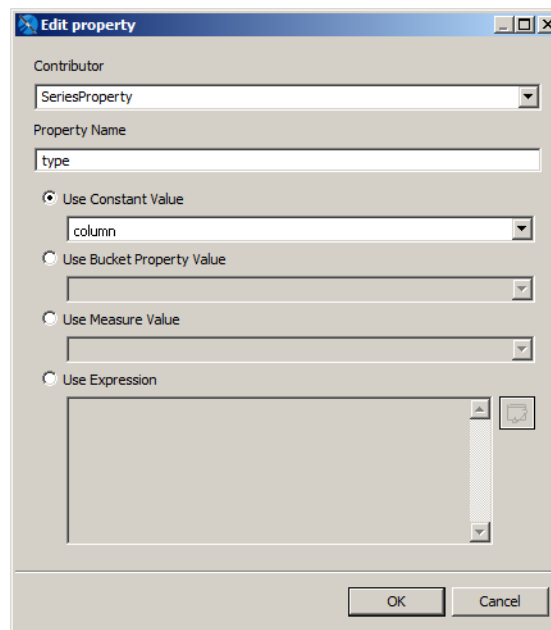 Edit property
Contributor
SeriesProperty
Property Name
type
Use Constant Value
column
Use Bucket Property Value
Use Measure Value
Use Expression
OK Cancel